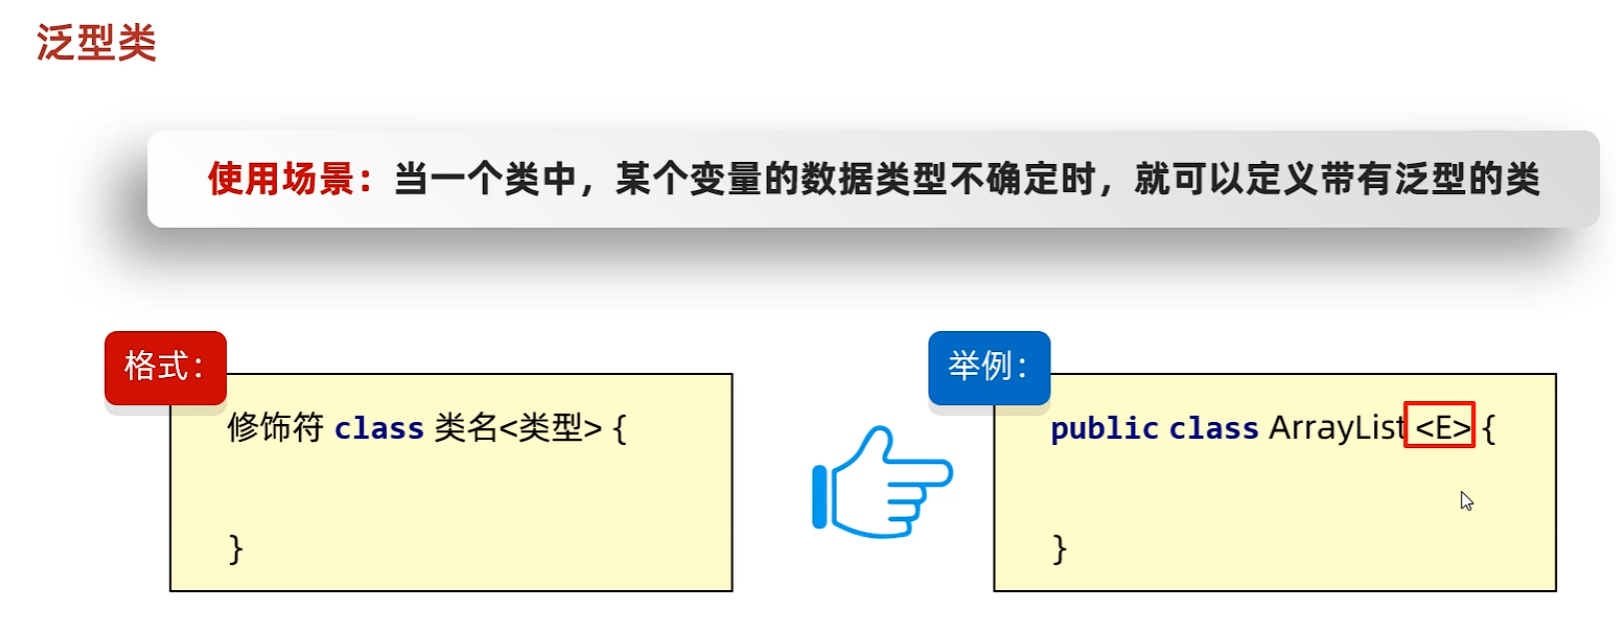 泛型类
使用场景：当一个类中，某个变量的数据类型不确定时，就可以定义带有泛型的类
格式：
修饰符 class 类名<类型> {
}
举例：
public class ArrayList <E> {
}